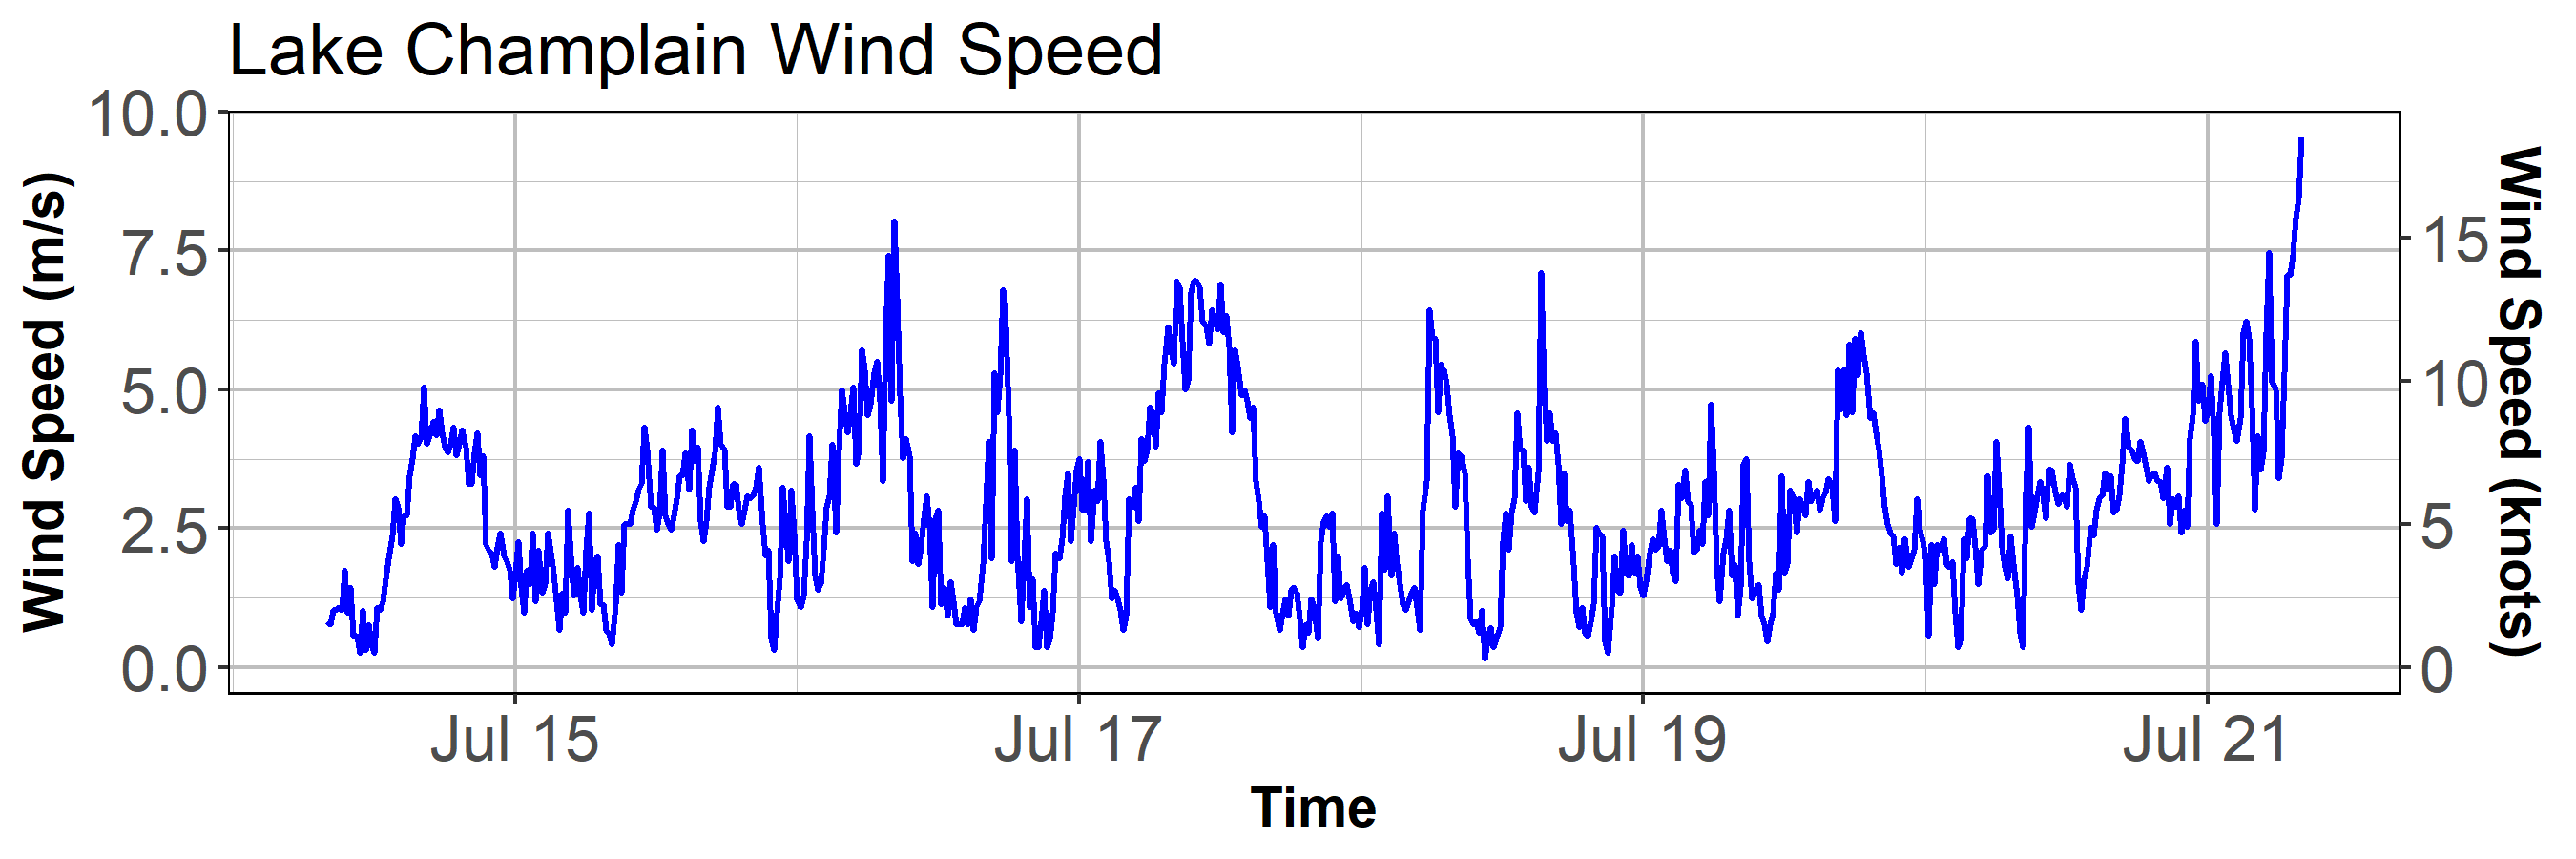 Lake Champlain Wind Speed
10.0
7.5
5.0
2.5
0.0
Wind Speed (m/s)
15
10
5
0
Wind Speed (knots)
Jul 15 Jul 17 Jul 19 Jul 21
Time